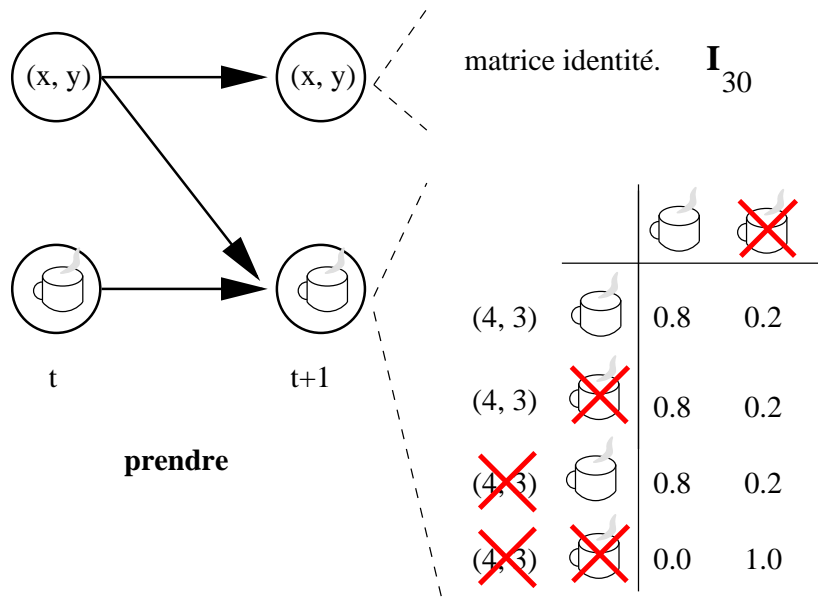 (x, y)
(x, y)
matrice identité. I30
t
t+1
prendre
(4, 3) 0.8 0.2
(4, 3) 0.8 0.2
(4, 3) 0.8 0.2
(4, 3) 0.0 1.0